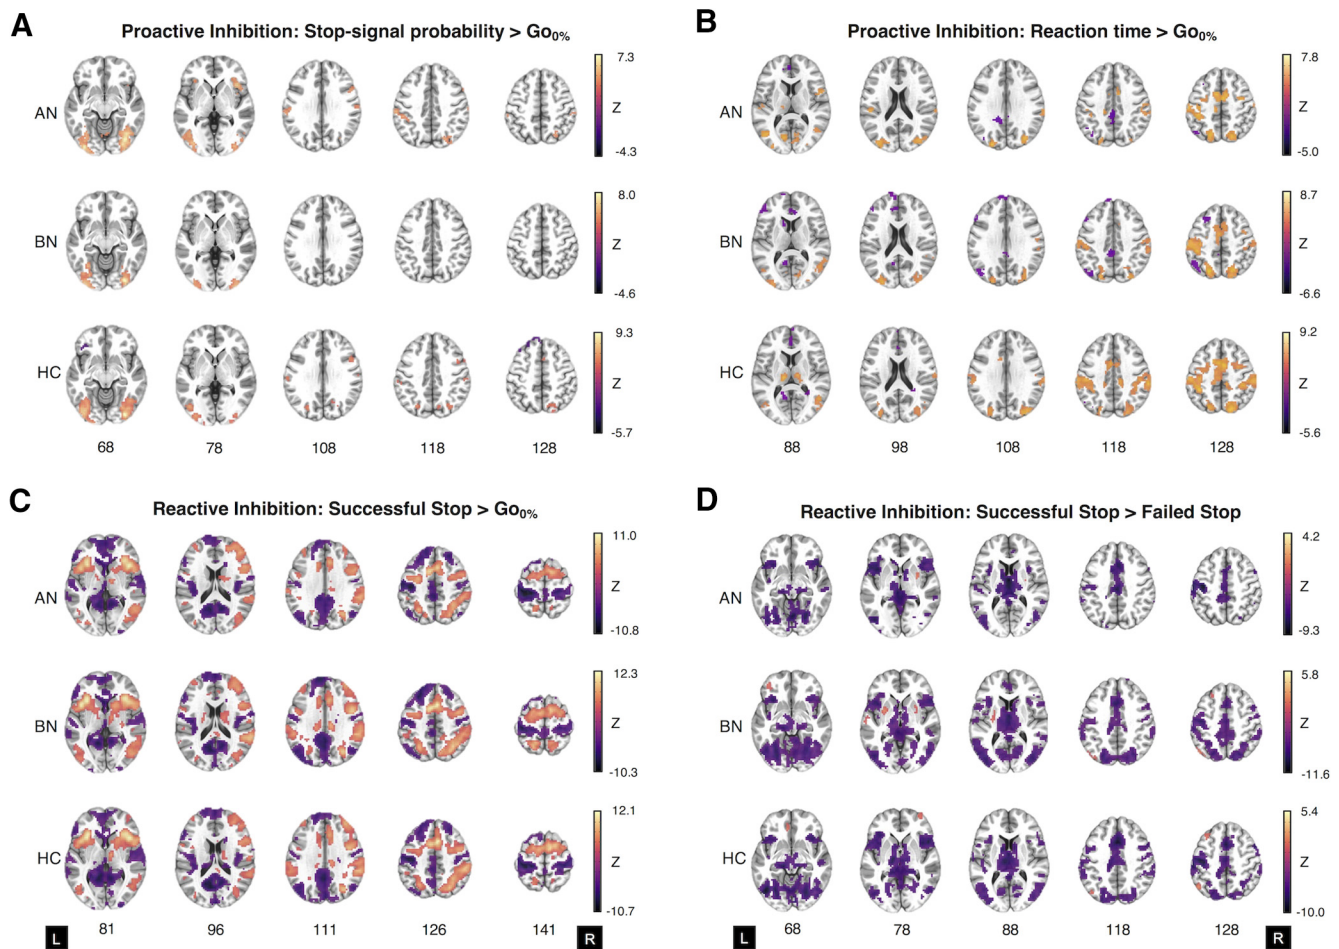 A
Proactive Inhibition: Stop-signal probability > Go0%
AN
7.3
Z
-4.3
BN
8.0
Z
-4.6
HC
9.3
Z
-5.7
68 78 108 118 128
B
Proactive Inhibition: Reaction time > Go0%
AN
7.8
Z
-5.0
BN
8.7
Z
-6.6
HC
9.2
Z
-5.6
88 98 108 118 128
C
Reactive Inhibition: Successful Stop > Go0%
AN
11.0
Z
-10.8
BN
12.3
Z
-10.3
HC
12.1
Z
-10.7
L 81 96 111 126 141 R
D
Reactive Inhibition: Successful Stop > Failed Stop
AN
4.2
Z
-9.3
BN
5.8
Z
-11.6
HC
5.4
Z
-10.0
L 68 78 88 118 128 R